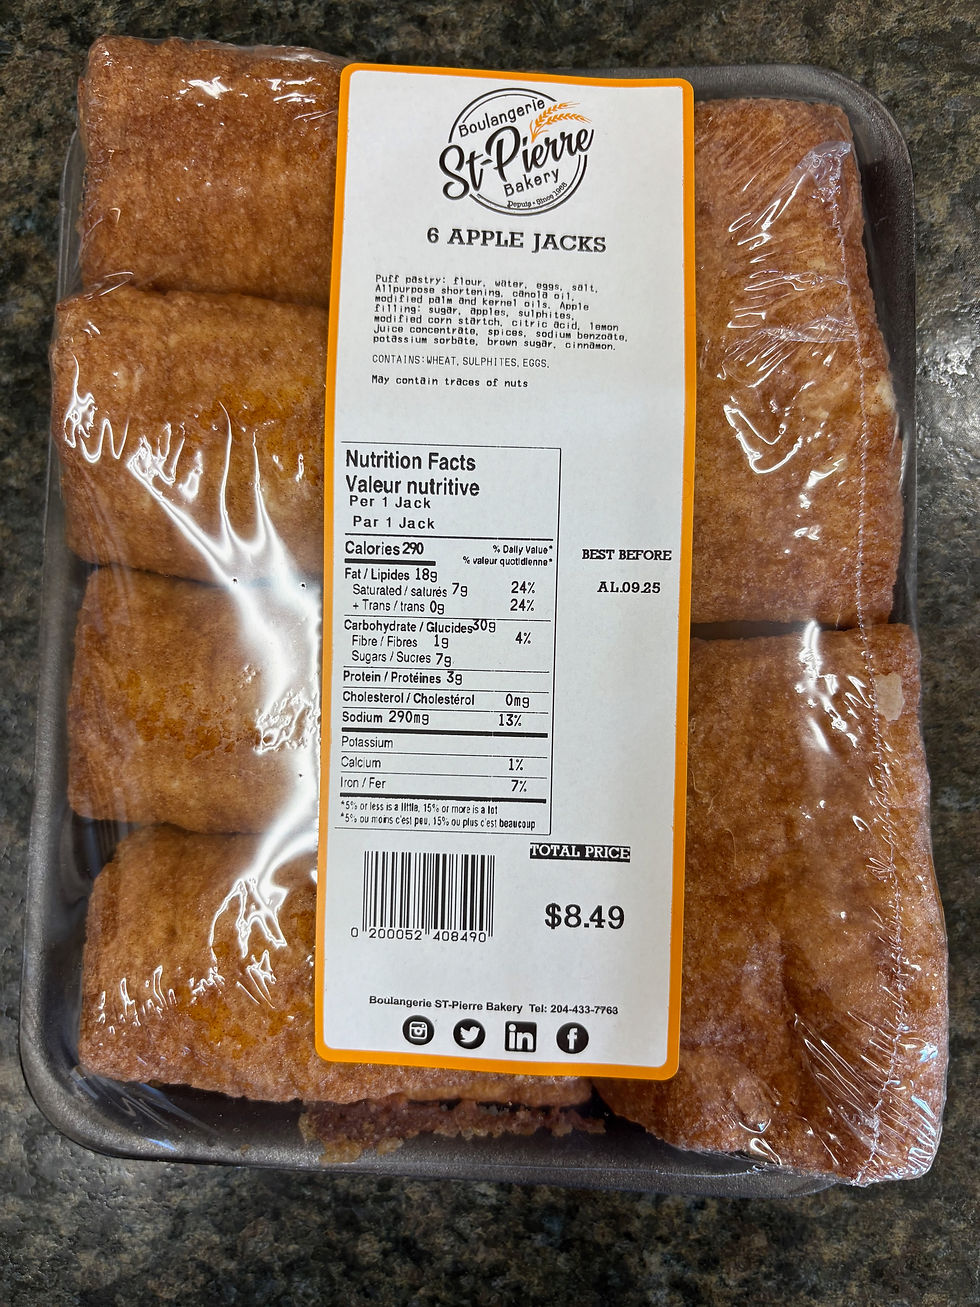 Boulangerie
St-Pierre
Bakery
Depuis • Since 1968
6 APPLE JACKS
Puff pastry: flour, water, eggs, salt,
Allpurpose shortening, canola oil,
modified palm and kernel oils. Apple
filling: sugar, apples, sulphites,
modified corn startch, citric acid, lemon
juice concentrate, spices, sodium benzoate,
potassium sorbate, brown sugar, cinnamon.
CONTAINS:WHEAT, SULPHITES, EGGS,
May contain traces of nuts
Nutrition Facts
Valeur nutritive
Per 1 Jack
Par 1 Jack
Calories 290 % Daily Value*
% valeur quotidienne*
Fat / Lipides 18g 24%
Saturated / saturés 7g
+ Trans / trans 0g 24%
Carbohydrate / Glucides 30g
Fibre / Fibres 1g 4%
Sugars / Sucres 7g
Protein / Protéines 3g
Cholesterol / Cholestérol 0mg
Sodium 290mg 13%
Potassium
Calcium 1%
Iron / Fer 7%
*5% or less is a little, 15% or more is a lot
*5% ou moins c'est peu, 15% ou plus c'est beaucoup
BEST BEFORE
AL.09.25
TOTAL PRICE
$8.49
0 200052 408490
Boulangerie ST-Pierre Bakery Tel: 204-433-7763
in
f